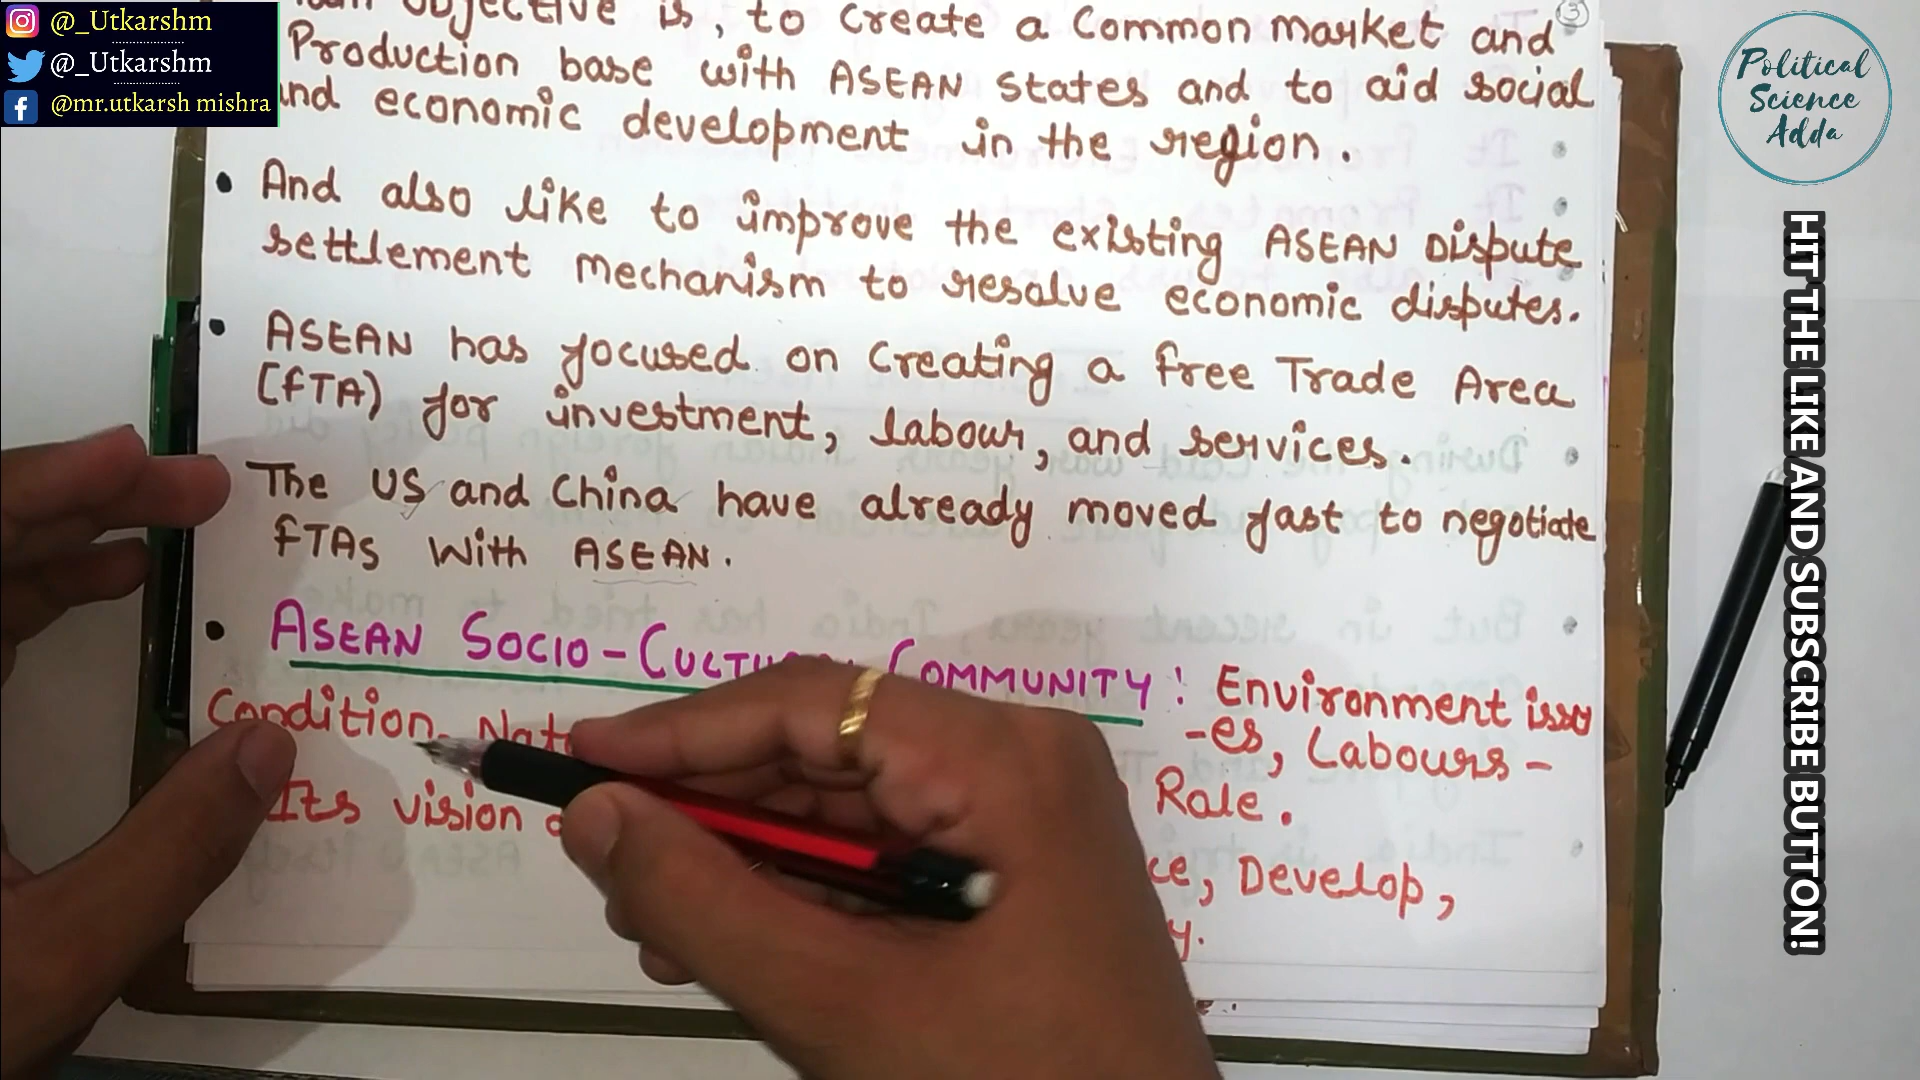 @_Utkarshm
@_Utkarshm
@mr.utkarsh mishra
Objective is, to Create a Common market and
Production base with ASEAN states and to aid social
and economic development in the region.
• And also like to improve the existing ASEAN Dispute
settlement mechanism to resolve economic disputes.
• ASEAN has focused on Creating a free Trade Area
(FTA) for investment, labour, and services.
The US and China have already moved fast to negotiate
FTAs With ASEAN.
• ASEAN SOCIO-CULTURAL COMMUNITY : Environment issu
-es, Labours-
Condition,
Role.
Its vision
Develop,
3
Political
Science
Adda
HIT THE LIKE AND SUBSCRIBE BUTTON!